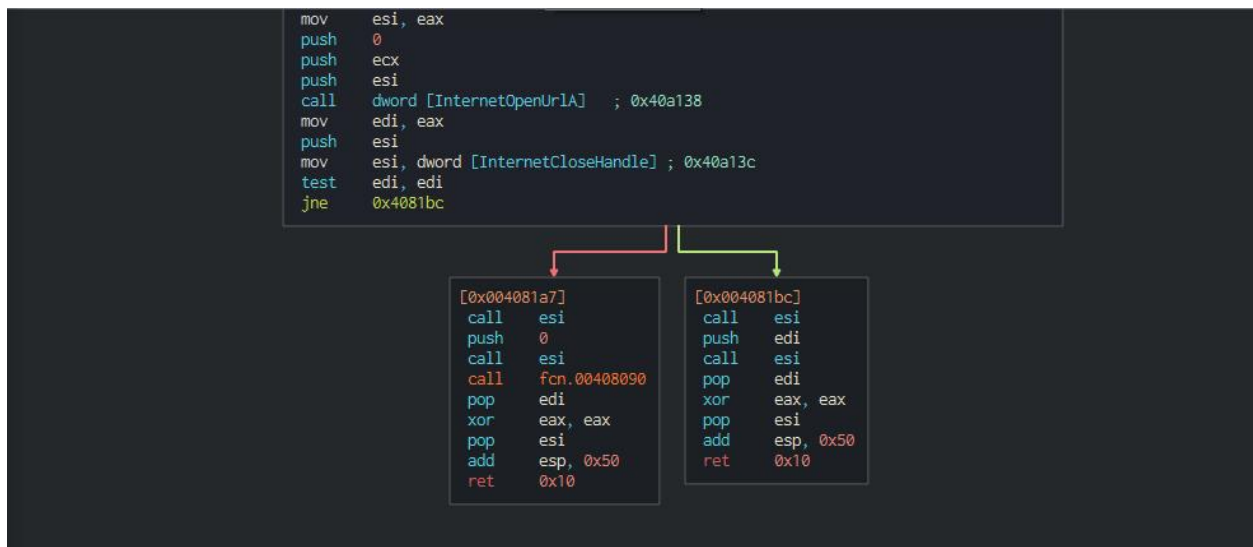 mov esi, eax
push 0
push ecx
push esi
call dword [InternetOpenUrlA] ; 0x40a138
mov edi, eax
push esi
mov esi, dword [InternetCloseHandle] ; 0x40a13c
test edi, edi
jne 0x4081bc
[0x004081a7]
call esi
push 0
call esi
call fcn.00408090
pop edi
xor eax, eax
pop esi
add esp, 0x50
ret 0x10
[0x004081bc]
call esi
push edi
call esi
pop edi
xor eax, eax
pop esi
add esp, 0x50
ret 0x10